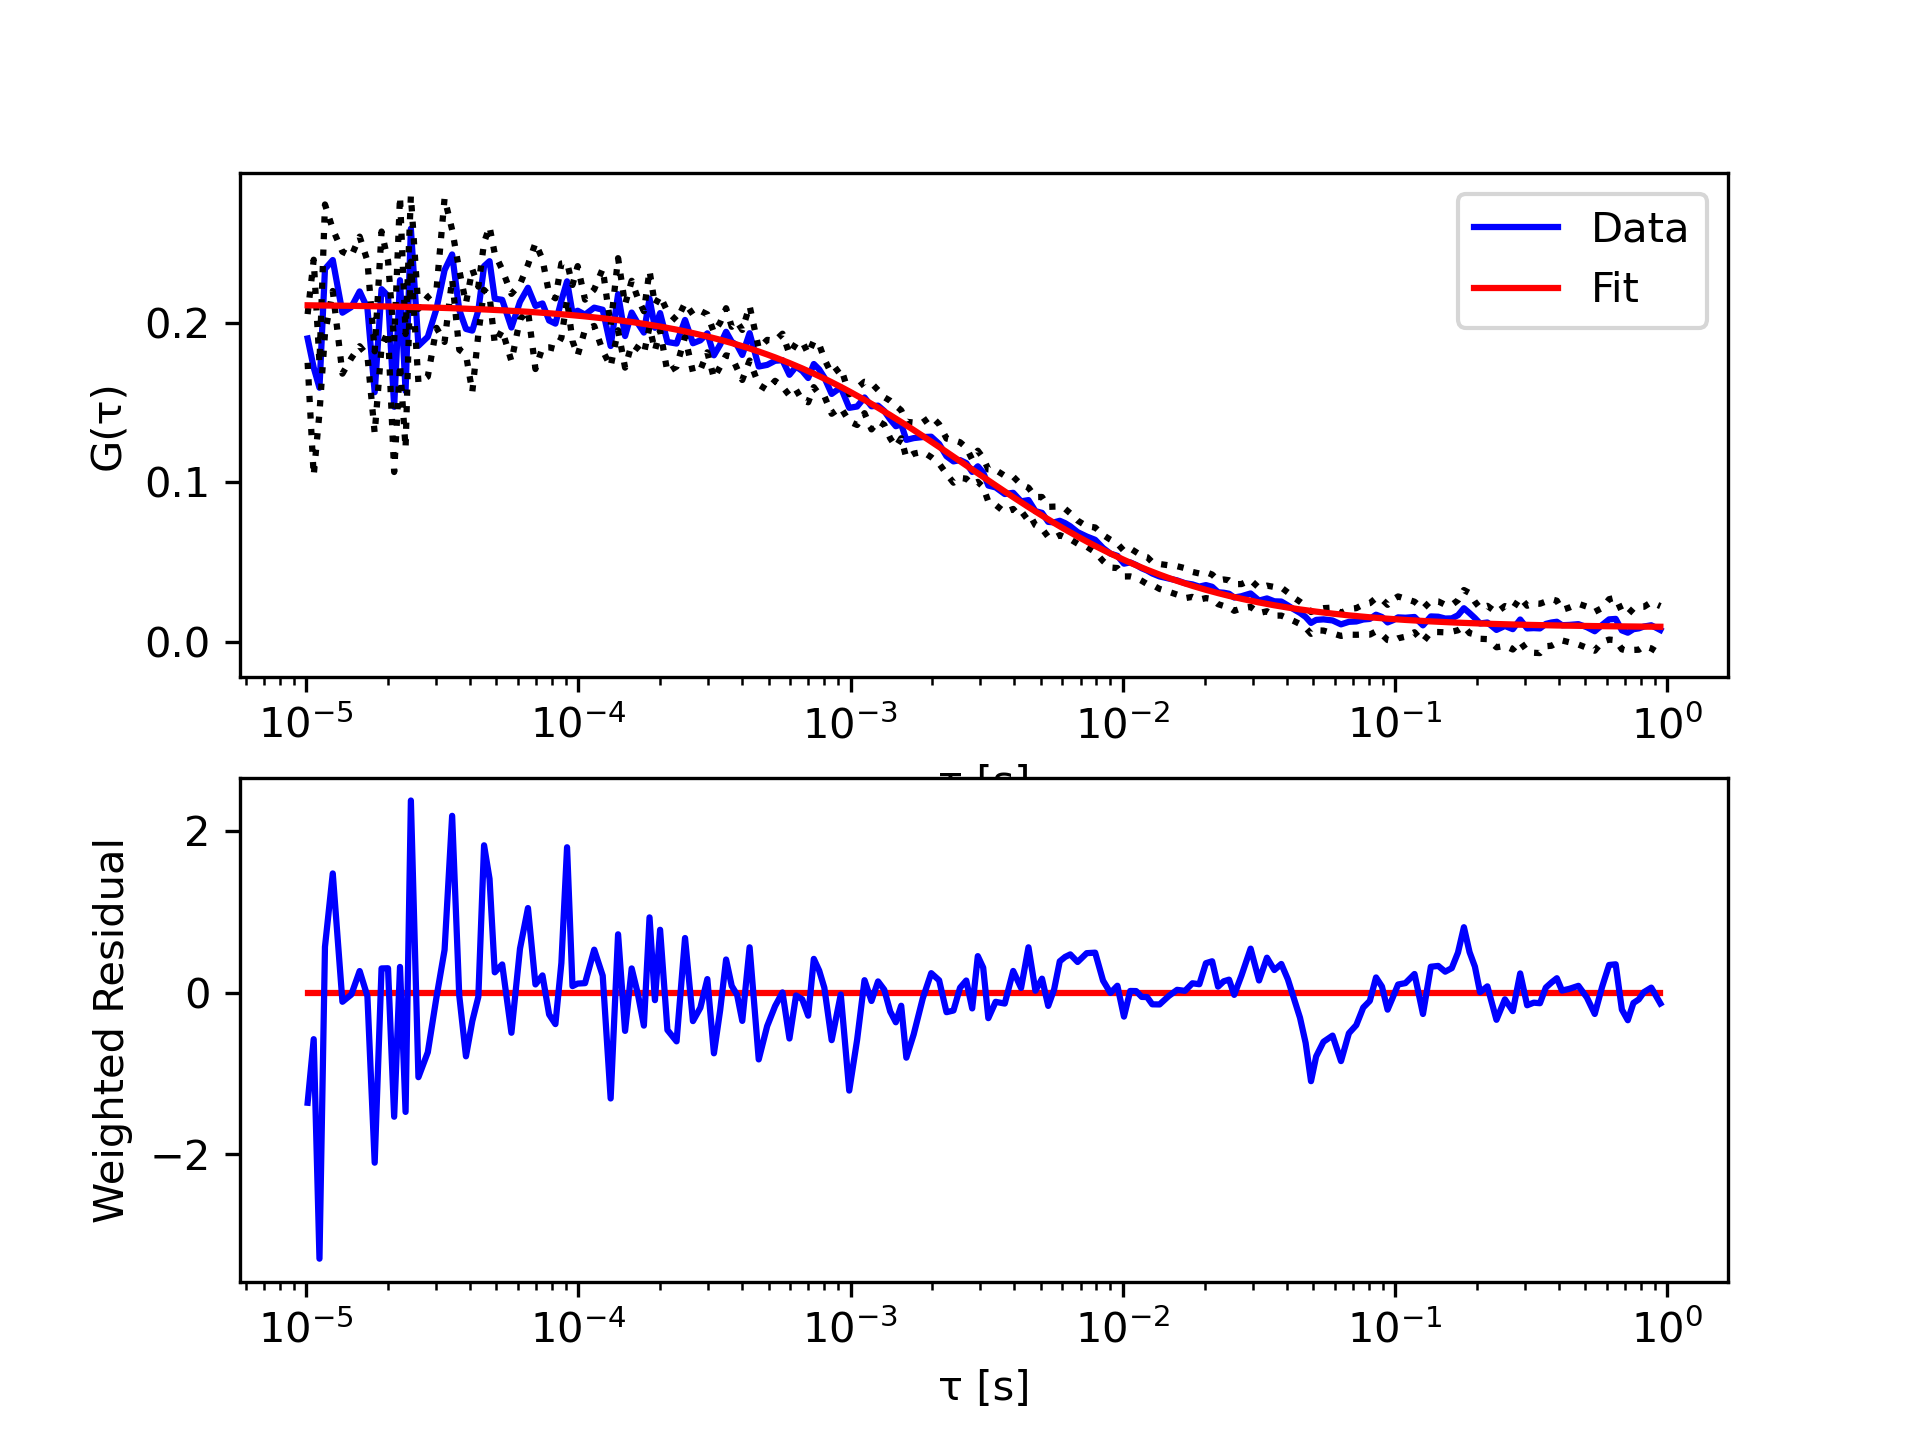 G(τ)
0.2
0.1
0.0
Data
Fit
10⁻⁵ 10⁻⁴ 10⁻³ 10⁻² 10⁻¹ 10⁰
τ [s]
Weighted Residual
2
0
−2
10⁻⁵ 10⁻⁴ 10⁻³ 10⁻² 10⁻¹ 10⁰
τ [s]